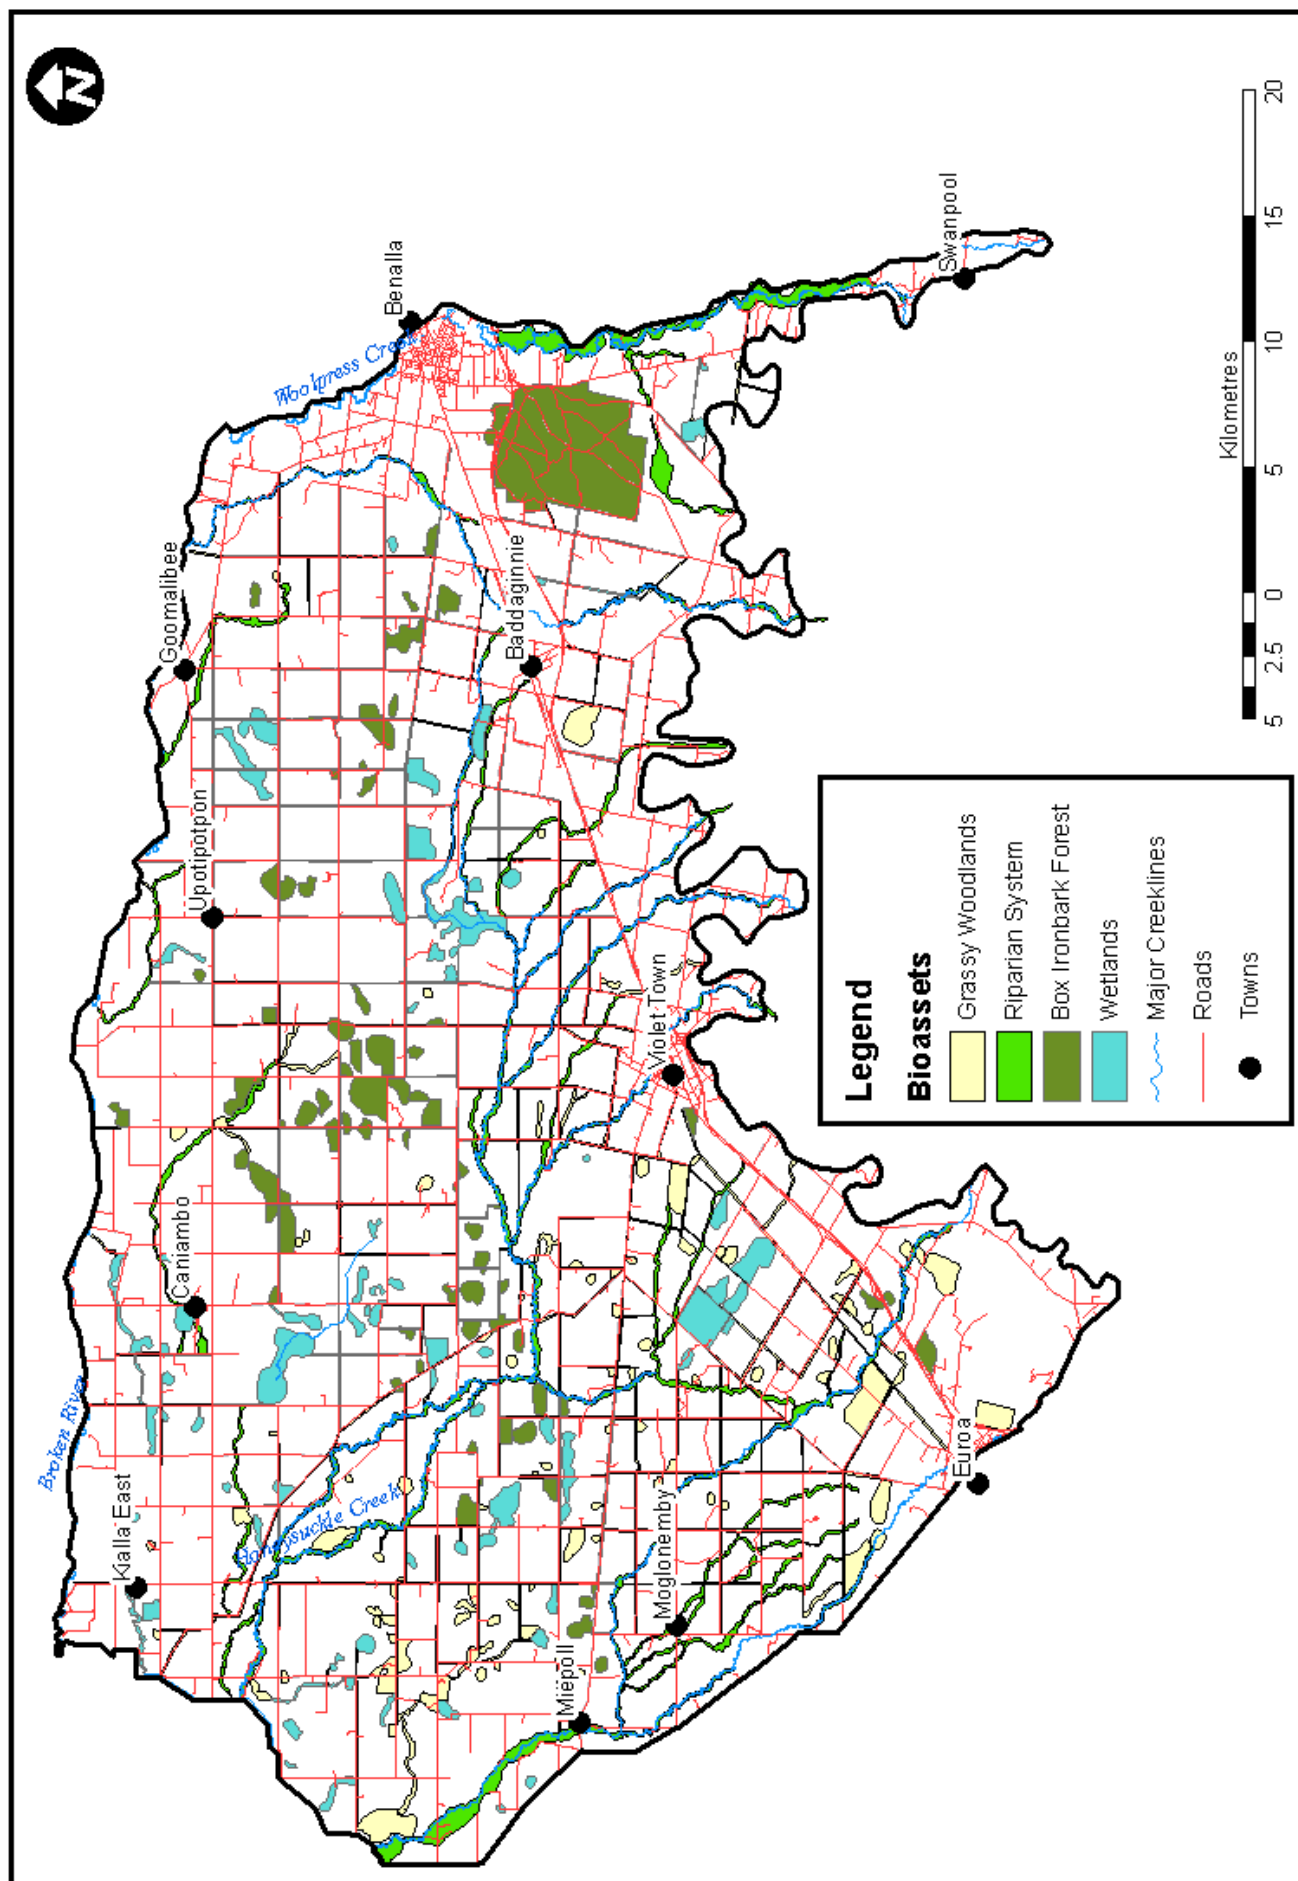 N
Broken River
Kialla East
Caniambo
Upotipotpon
Goomalibee
Woolpress Creek
Benalla
Honeysuckle Creek
Miepoll
Moglonemby
Violet Town
Baddaginnie
Euroa
Swanpool
Legend
Bioassets
Grassy Woodlands
Riparian System
Box Ironbark Forest
Wetlands
Major Creeklines
Roads
Towns
Kilometres
5 2.5 0 5 10 15 20